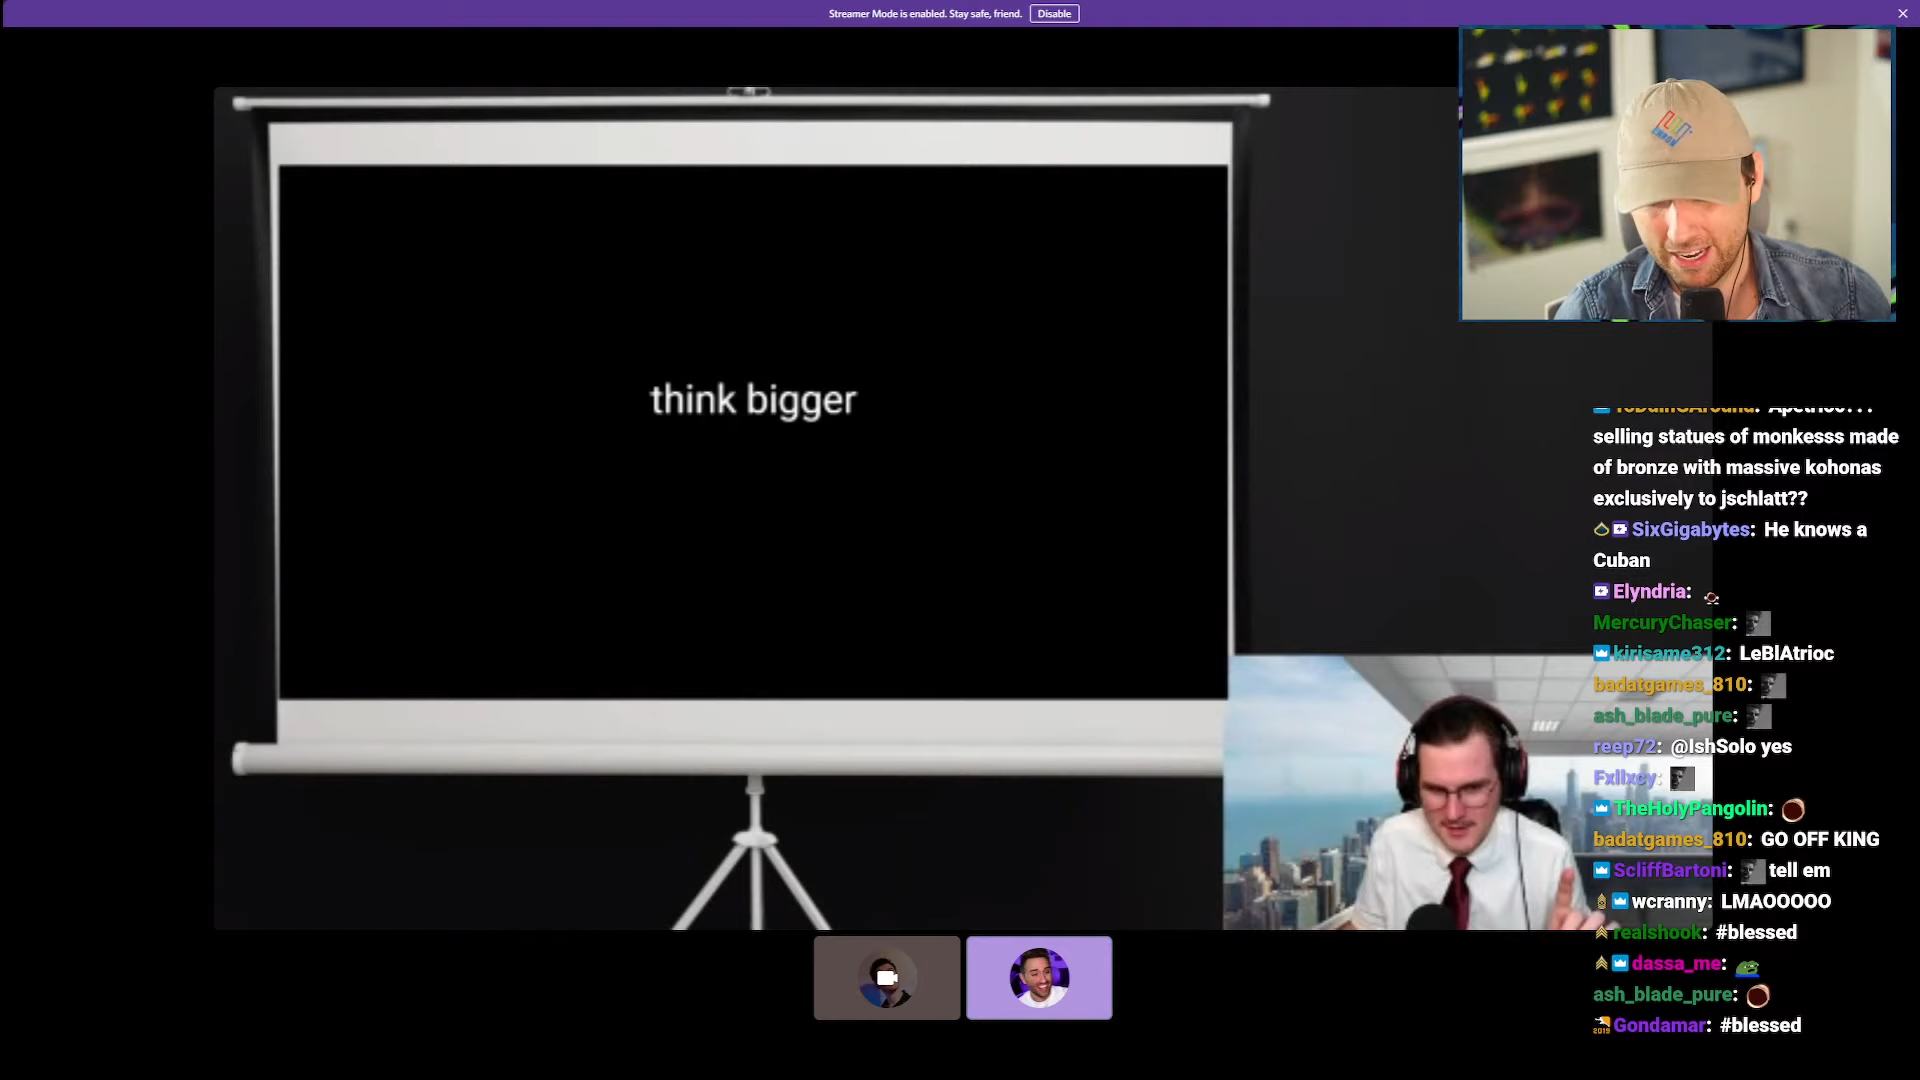 Streamer Mode is enabled. Stay safe, friend. Disable
think bigger
selling statues of monkesss made
of bronze with massive kohonas
exclusively to jschlatt??
SixGigabytes: He knows a
Cuban
Elyndria:
MercuryChaser:
kirisame312: LeBlAtrioc
badatgames_810:
ash_blade_pure:
reep72: @IshSolo yes
Fxllxcy:
TheHolyPangolin:
badatgames_810: GO OFF KING
ScliffBartoni: tell em
wcranny: LMAOOOOO
realshook: #blessed
dassa_me:
ash_blade_pure:
2019 Gondamar: #blessed